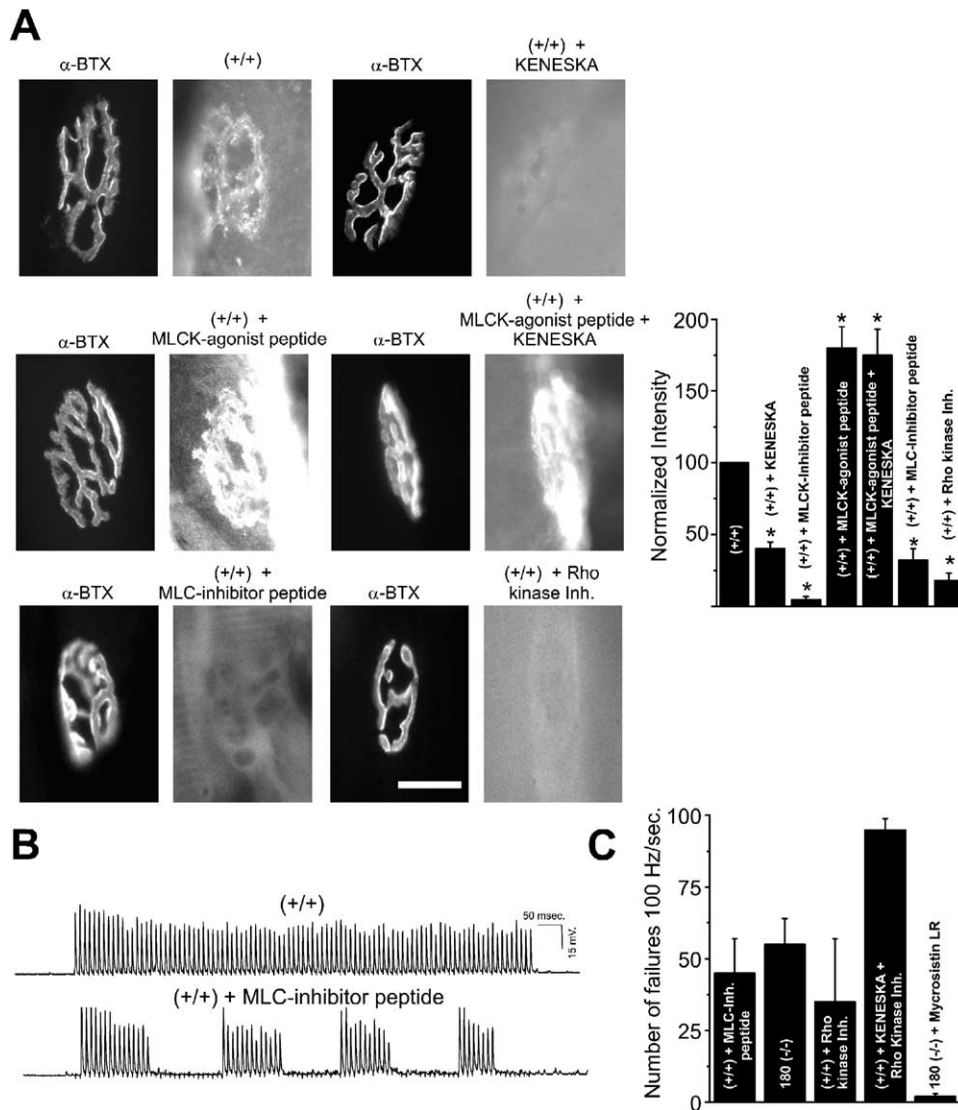 A
α-BTX
(+/+)
α-BTX
(+/+) +
KENESKA
α-BTX
(+/+) +
MLCK-agonist peptide
α-BTX
(+/+) +
MLCK-agonist peptide +
KENESKA
α-BTX
(+/+) +
MLC-inhibitor peptide
α-BTX
(+/+) + Rho
kinase Inh.
Normalized Intensity
200
150
100
50
(+/+)
* (+/+) + KENESKA
* (+/+) + MLCK-Inhibitor peptide
*
(+/+) + MLCK-agonist peptide
*
(+/+) + MLCK-agonist peptide +
KENESKA
* (+/+) + MLC-Inhibitor peptide
* (+/+) + Rho kinase Inh.
B
(+/+)
50 msec.
15 mV.
(+/+) + MLC-inhibitor peptide
C
Number of failures 100 Hz/sec.
100
75
50
25
0
(+/+) + MLC-Inh.
peptide
180 (-/-)
(+/+) + Rho
kinase Inh.
(+/+) + KENESKA +
Rho Kinase Inh.
180 (-/-) + Mycrosistin LR